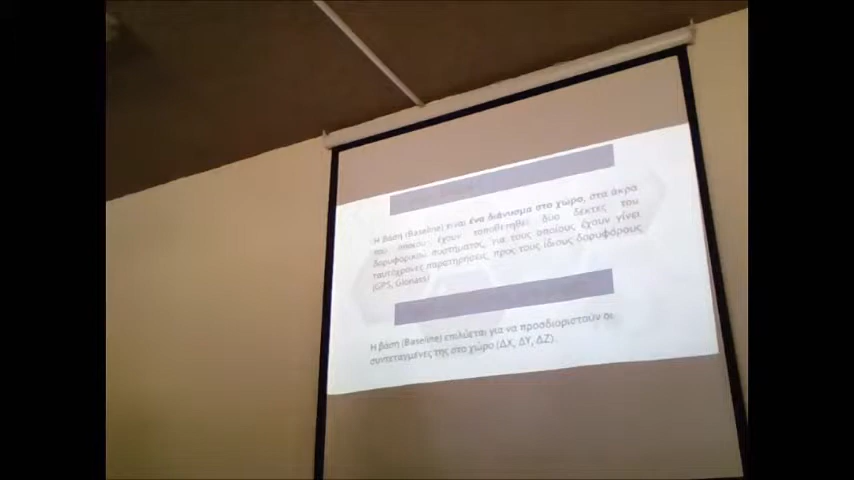 Η βάση (Baseline) είναι ένα διάνυσμα στο χώρο, στα άκρα
του οποίου έχουν τοποθετηθεί δύο δέκτες του
δορυφορικού συστήματος, για τους οποίους έχουν γίνει
ταυτόχρονες παρατηρήσεις, προς τους ίδιους δορυφόρους
(GPS, Glonass)
Η βάση (Baseline) επιλύεται για να προσδιοριστούν οι
συντεταγμένες της στο χώρο (ΔΧ, ΔΥ, ΔΖ).